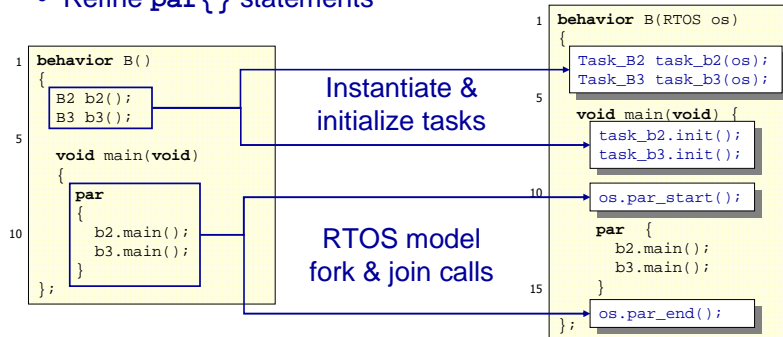 • Refine par{} statements
1 behavior B()
{
B2 b2();
B3 b3();
5
void main(void)
{
par
{
10 b2.main();
b3.main();
}
};
Instantiate &
initialize tasks
RTOS model
fork & join calls
1 behavior B(RTOS os)
{
Task_B2 task_b2(os);
Task_B3 task_b3(os);
5
void main(void) {
task_b2.init();
task_b3.init();
10 os.par_start();
par {
b2.main();
b3.main();
15 }
os.par_end();
};